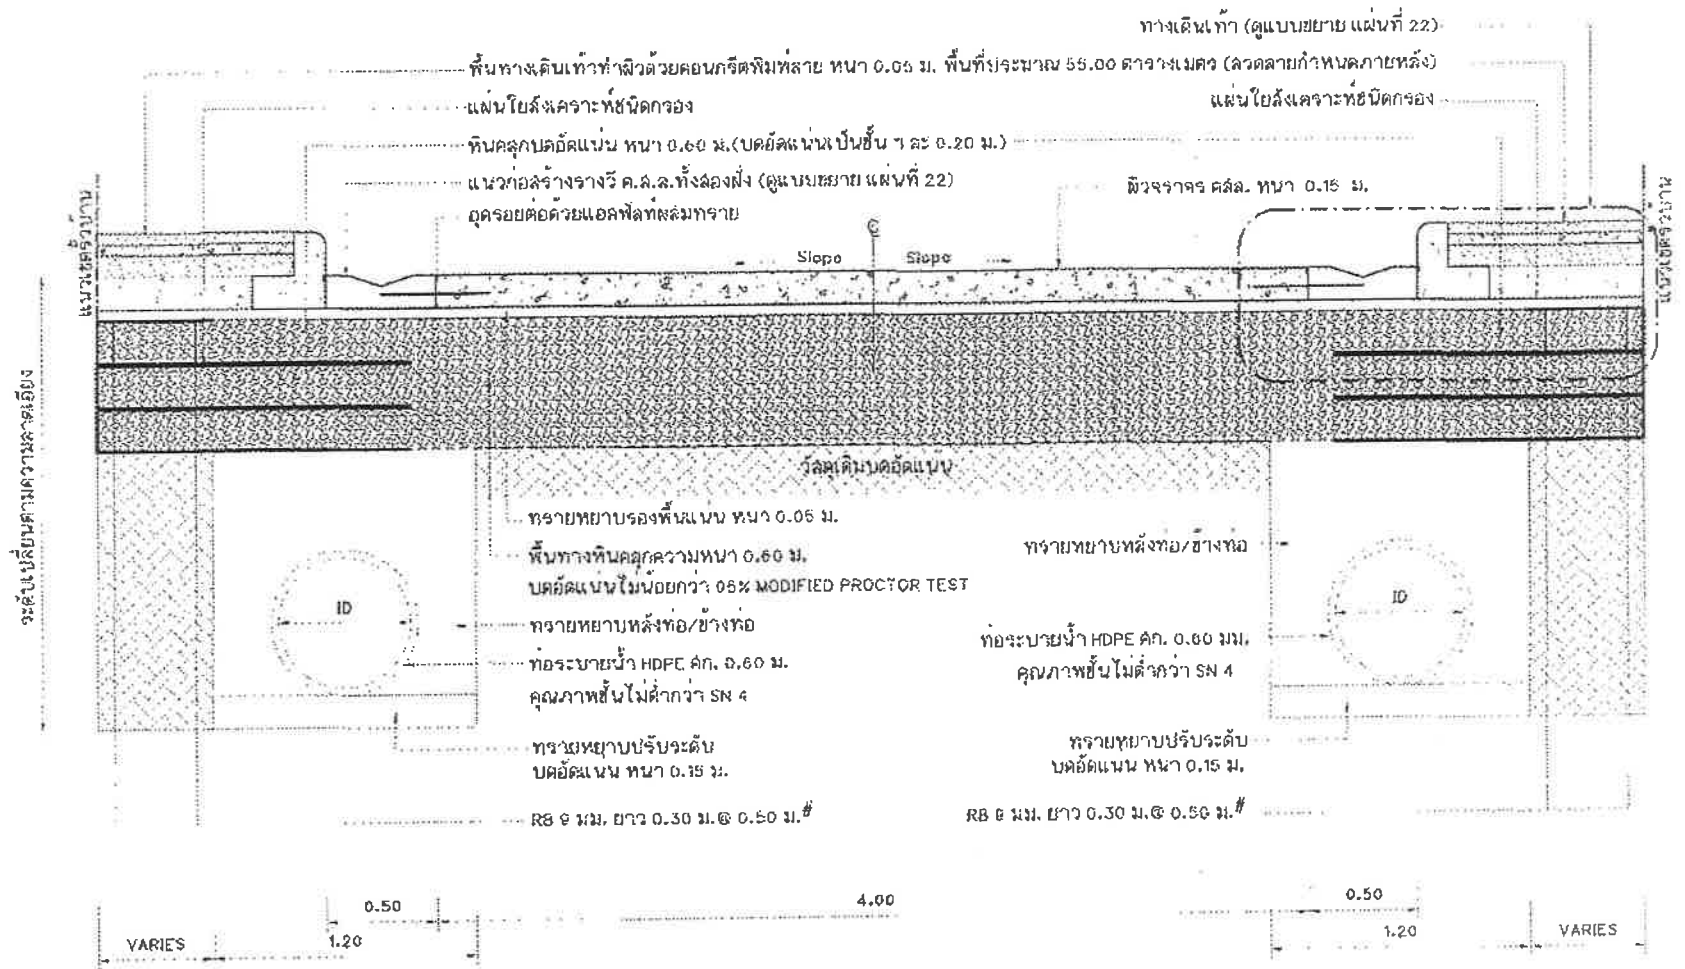 ทางเดินเท้า (ดูแบบขยาย แผ่นที่ 22)
พื้นทางเดินเท้าทำผิวด้วยคอนกรีตพิมพ์ลาย หนา 0.05 ม. พื้นที่ประมาณ 55.00 ตารางเมตร (ลวดลายกำหนดภายหลัง)
แผ่นใยสังเคราะห์ชนิดกรอง
แผ่นใยสังเคราะห์ชนิดกรอง
หินคลุกบดอัดแน่น หนา 0.60 ม.(บดอัดแน่นเป็นชั้น ๆ ละ 0.20 ม.)
แนวก่อสร้างรางวี ค.ส.ล.ทั้งสองฝั่ง (ดูแบบขยาย แผ่นที่ 22)
ผิวจราจร คสล. หนา 0.15 ม.
อุดรอยต่อด้วยแอสฟัลท์ผสมทราย
แนวเขตรั้วบ้าน
แนวเขตรั้วบ้าน
Slope
Slope
ระดับเปลี่ยนตามความลาดเอียง
วัสดุเดิมบดอัดแน่น
ทรายหยาบรองพื้นแน่น หนา 0.05 ม.
พื้นทางหินคลุกความหนา 0.60 ม.
บดอัดแน่นไม่น้อยกว่า 95% MODIFIED PROCTOR TEST
ทรายหยาบหลังท่อ/ข้างท่อ
ท่อระบายน้ำ HDPE ศก. 0.60 ม.
คุณภาพชั้นไม่ต่ำกว่า SN 4
ทรายหยาบปรับระดับ
บดอัดแน่น หนา 0.15 ม.
RB 9 มม. ยาว 0.30 ม.@ 0.50 ม.#
ทรายหยาบหลังท่อ/ข้างท่อ
ท่อระบายน้ำ HDPE ศก. 0.60 มม.
คุณภาพชั้นไม่ต่ำกว่า SN 4
ทรายหยาบปรับระดับ
บดอัดแน่น หนา 0.15 ม.
RB 9 มม. ยาว 0.30 ม.@ 0.50 ม.#
ID
ID
0.50
4.00
0.50
VARIES
1.20
1.20
VARIES